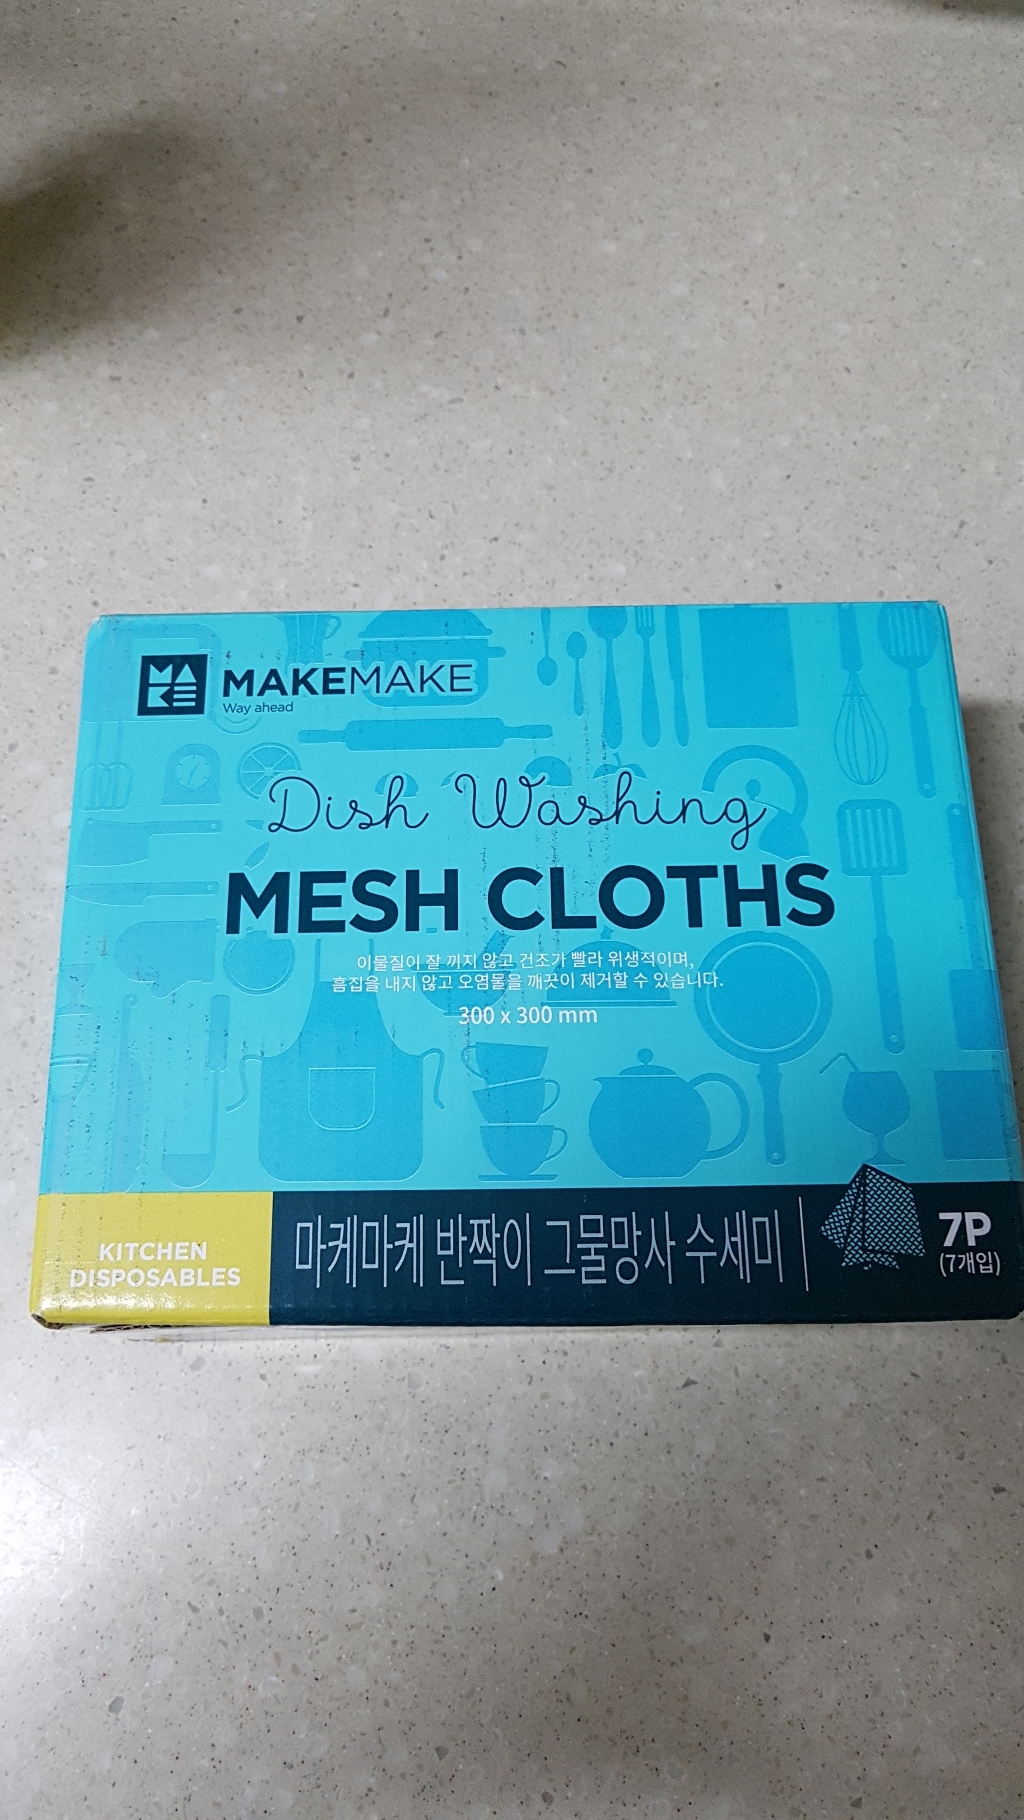 MAKE
MAKEMAKE
Way ahead
Dish Washing
MESH CLOTHS
이물질이 잘 끼지 않고 건조가 빨라 위생적이며,
흠집을 내지 않고 오염물을 깨끗이 제거할 수 있습니다.
300 x 300 mm
KITCHEN
DISPOSABLES
마케마케 반짝이 그물망사 수세미
7P
(7개입)